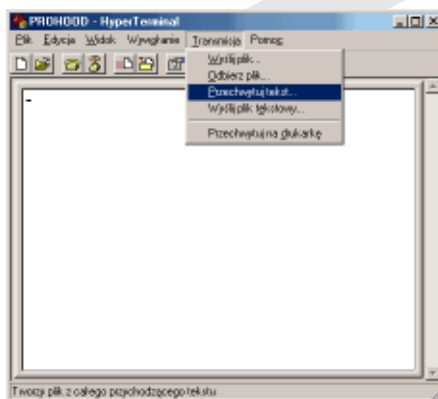 PROHOOD - HyperTerminal
Plik Edycja Widok Wywołanie Transmisja Pomoc
Wyślij plik...
Odbierz plik...
Przechwytuj tekst...
Wyślij plik tekstowy...
Przechwytuj na drukarkę
Tworzy plik z całego przychodzącego tekstu